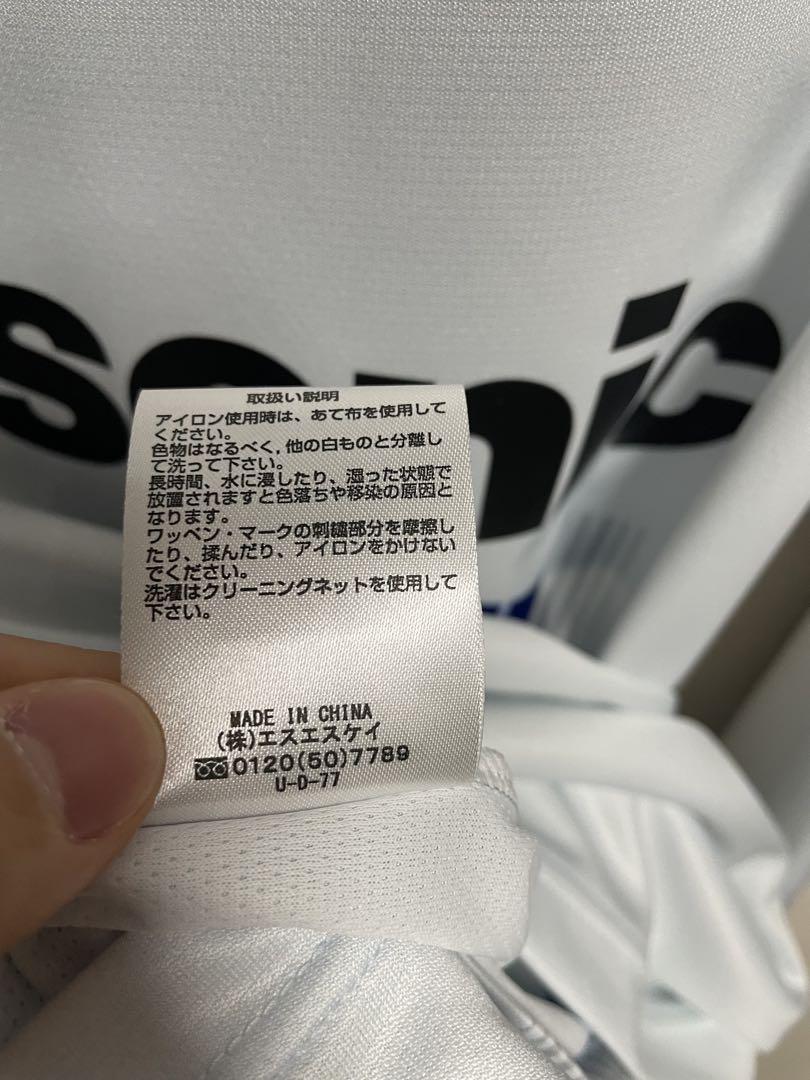 sonic
取扱い説明
アイロン使用時は、あて布を使用して
ください。
色物はなるべく,他の白ものと分離し
て洗って下さい。
長時間、水に浸したり、湿った状態で
放置されますと色落ちや移染の原因と
なります。
ワッペン・マークの刺繍部分を摩擦し
たり、揉んだり、アイロンをかけない
でください。
洗濯はクリーニングネットを使用して
下さい。
MADE IN CHINA
(株)エスエスケイ
0120(50)7789
U-D-77